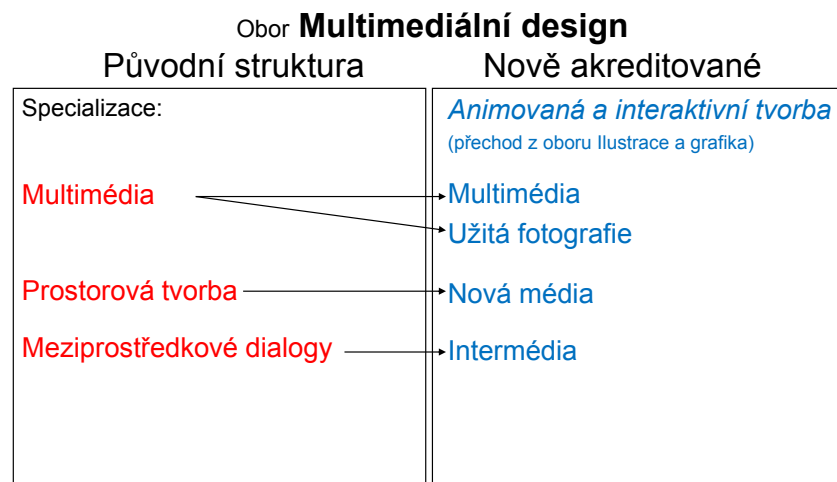 Obor Multimediální design
Původní struktura
Nově akreditované
Specializace:
Multimédia
Prostorová tvorba
Meziprostředkové dialogy
Animovaná a interaktivní tvorba
(přechod z oboru Ilustrace a grafika)
Multimédia
Užitá fotografie
Nová média
Intermédia